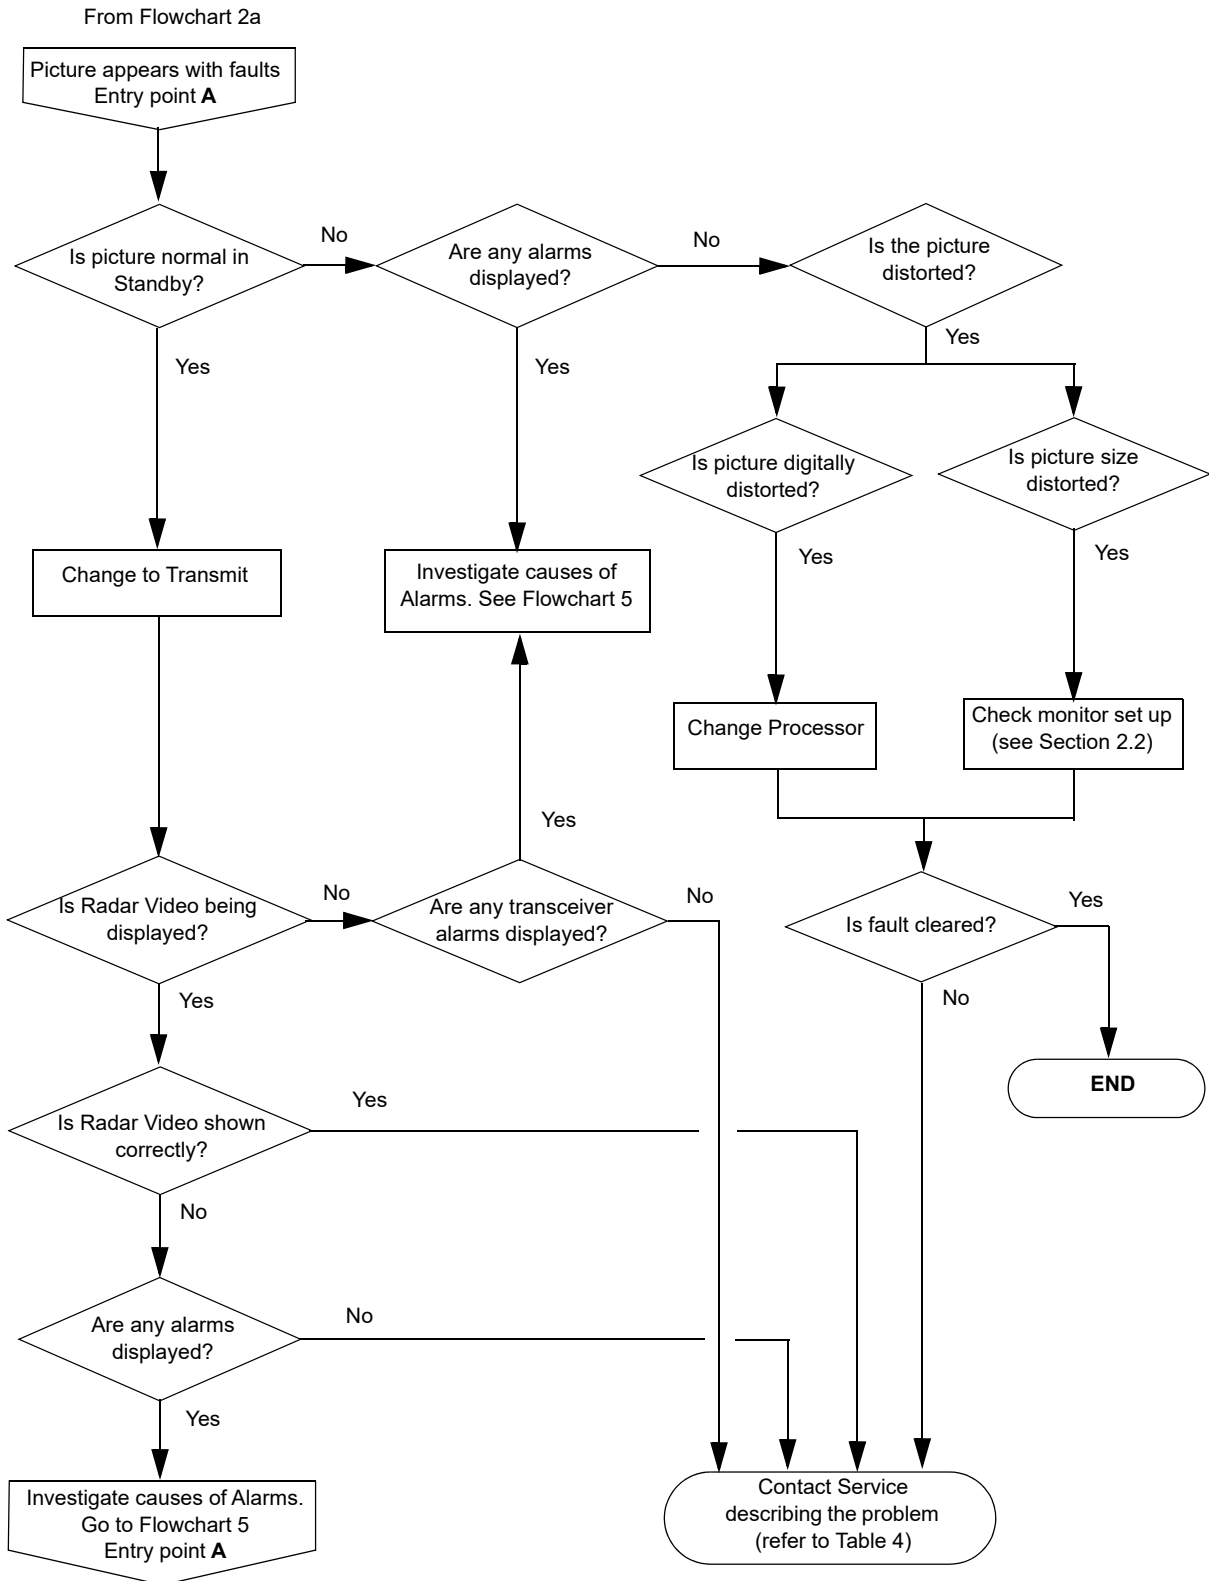 From Flowchart 2a
Picture appears with faults
Entry point A
Is picture normal in
Standby?
No
Are any alarms
displayed?
No
Is the picture
distorted?
Yes
Yes
Yes
Is picture digitally
distorted?
Is picture size
distorted?
Yes
Yes
Change to Transmit
Investigate causes of
Alarms. See Flowchart 5
Change Processor
Check monitor set up
(see Section 2.2)
Yes
Is Radar Video being
displayed?
No
Are any transceiver
alarms displayed?
No
Is fault cleared?
Yes
Yes
No
END
Is Radar Video shown
correctly?
Yes
No
Are any alarms
displayed?
No
Yes
Investigate causes of Alarms.
Go to Flowchart 5
Entry point A
Contact Service
describing the problem
(refer to Table 4)